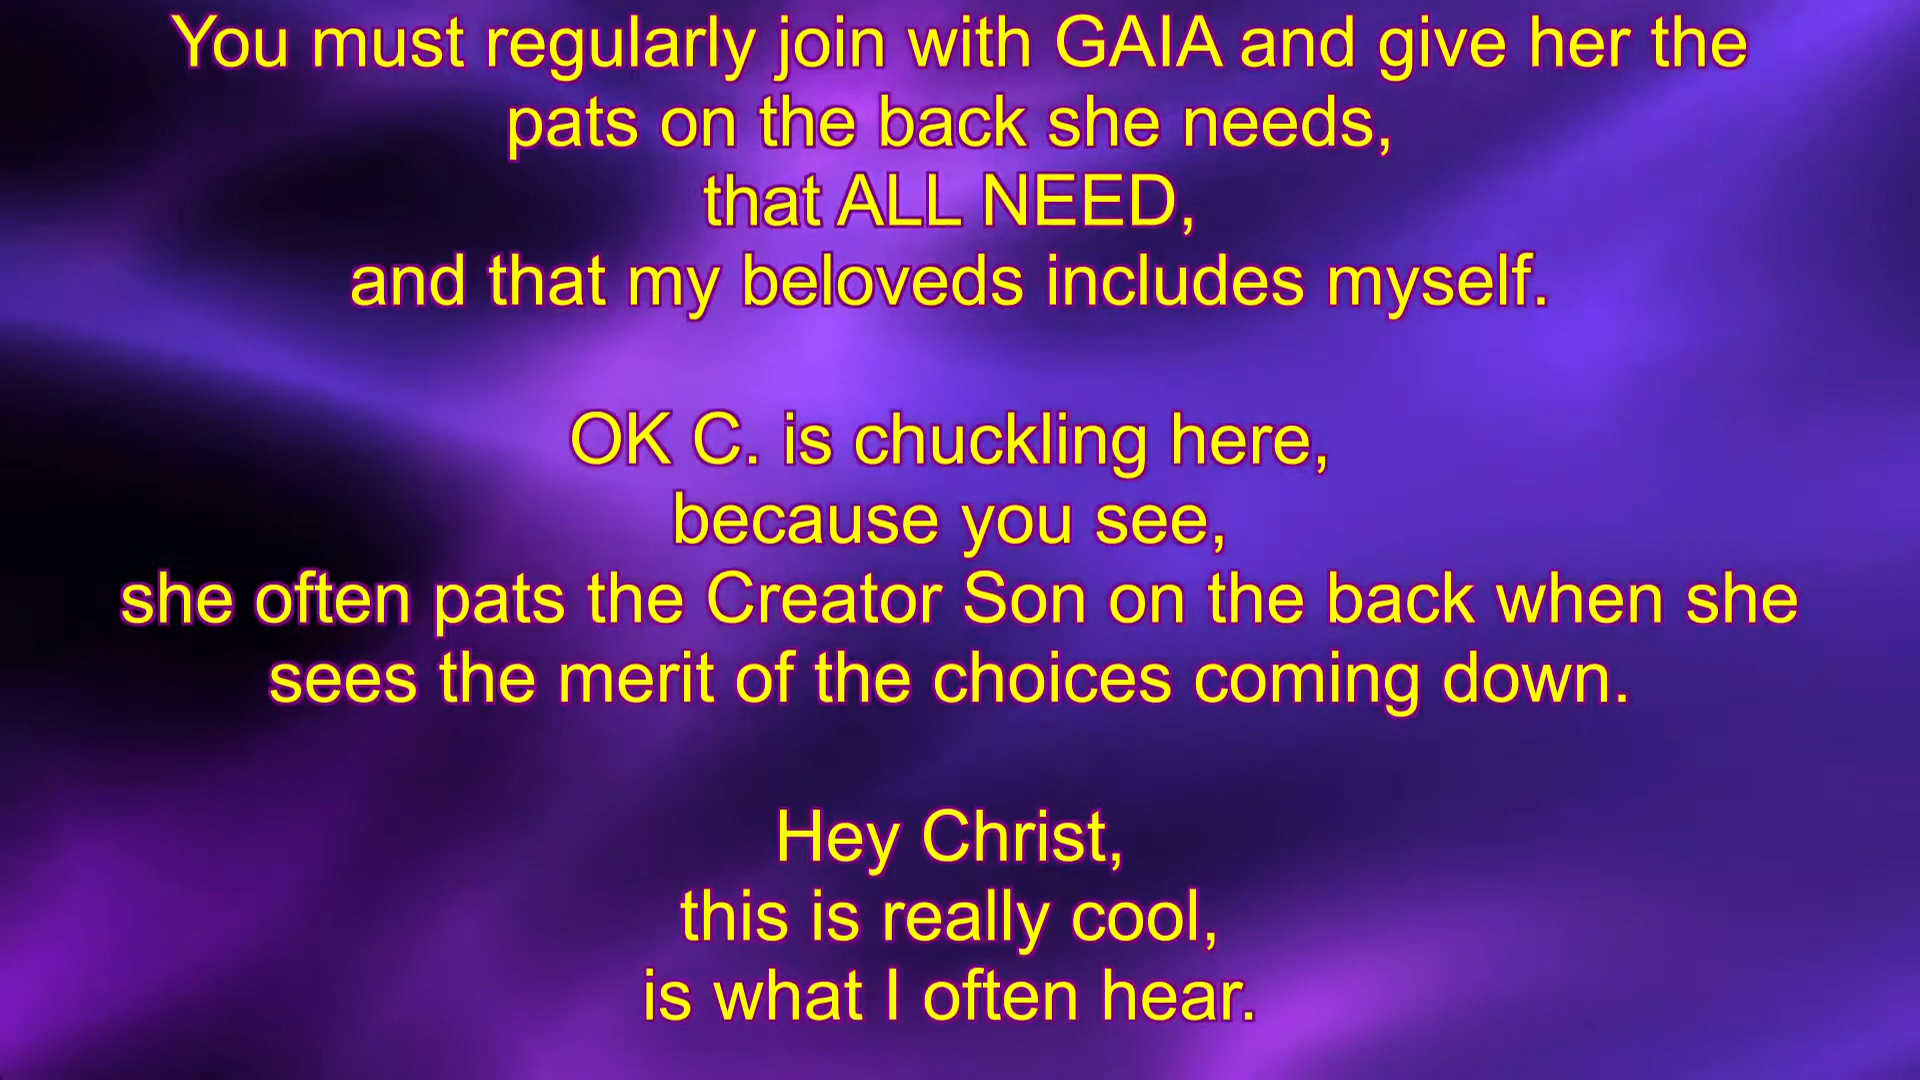 You must regularly join with GAIA and give her the
pats on the back she needs,
that ALL NEED,
and that my beloveds includes myself.
OK C. is chuckling here,
because you see,
she often pats the Creator Son on the back when she
sees the merit of the choices coming down.
Hey Christ,
this is really cool,
is what I often hear.